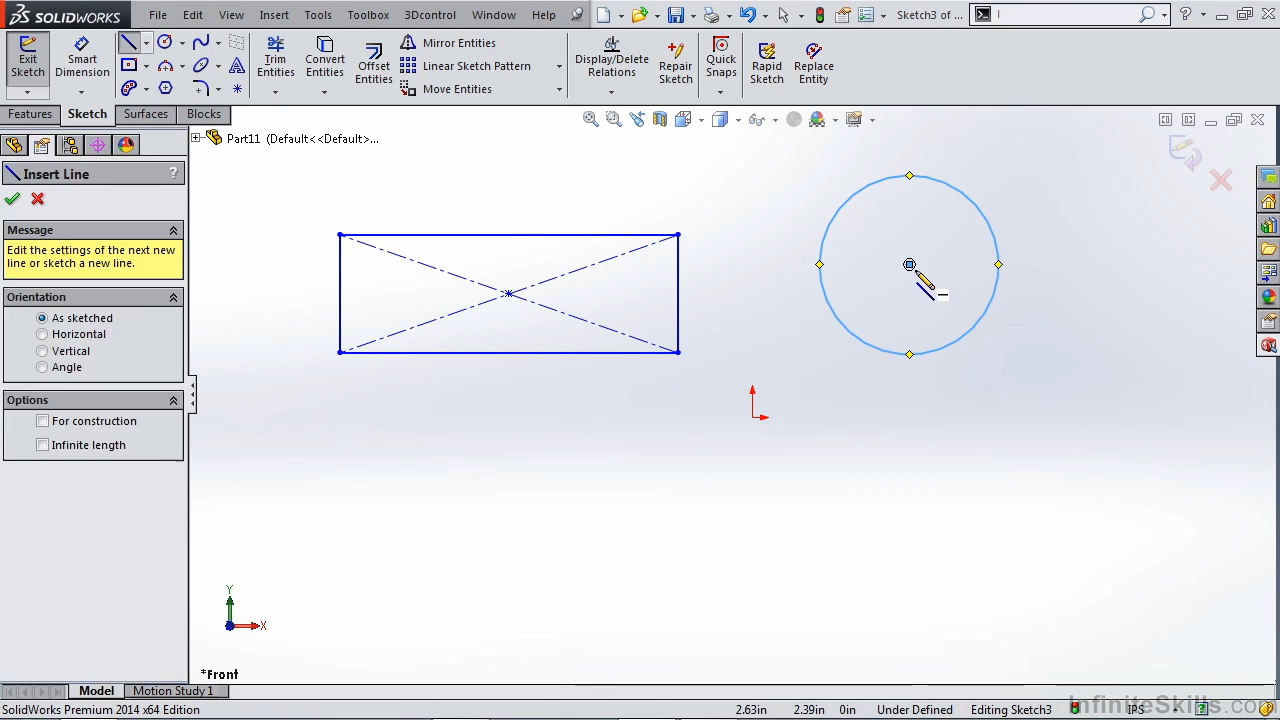 SOLIDWORKS File Edit View Insert Tools Toolbox 3Dcontrol Window Help Sketch3 of ... l
Exit Sketch
Smart Dimension
Trim Entities
Convert Entities
Offset Entities
Mirror Entities
Linear Sketch Pattern
Move Entities
Display/Delete Relations
Repair Sketch
Quick Snaps
Rapid Sketch
Replace Entity
Features Sketch Surfaces Blocks
Part11 (Default<<Default>...
Insert Line ?
Message
Edit the settings of the next new
line or sketch a new line.
Orientation
As sketched
Horizontal
Vertical
Angle
Options
For construction
Infinite length
Y
X
*Front
Model Motion Study 1
InfiniteSkills.com
SolidWorks Premium 2014 x64 Edition 2.63in 2.39in 0in Under Defined Editing Sketch3 IPS